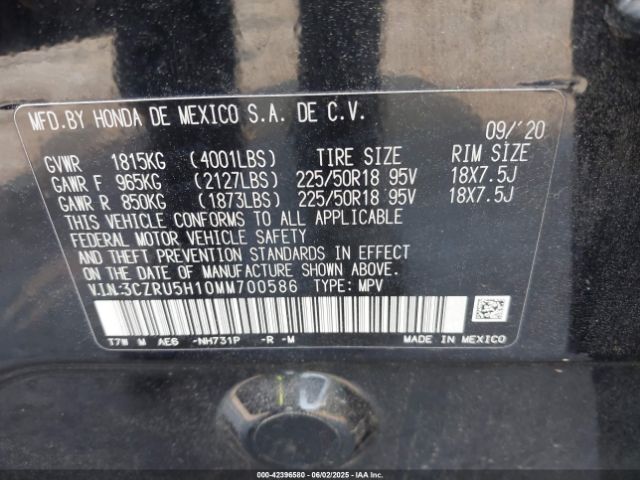 MFD.BY HONDA DE MEXICO S.A. DE C.V.
09/'20
GVWR 1815KG (4001LBS) TIRE SIZE RIM SIZE
GAWR F 965KG (2127LBS) 225/50R18 95V 18X7.5J
GAWR R 850KG (1873LBS) 225/50R18 95V 18X7.5J
THIS VEHICLE CONFORMS TO ALL APPLICABLE
FEDERAL MOTOR VEHICLE SAFETY
AND THEFT PREVENTION STANDARDS IN EFFECT
ON THE DATE OF MANUFACTURE SHOWN ABOVE.
V.I.N.:3CZRU5H10MM700586 TYPE: MPV
T7W M AE6 -NH731P -R -M MADE IN MEXICO
000-42396580 - 06/02/2025 - IAA Inc.